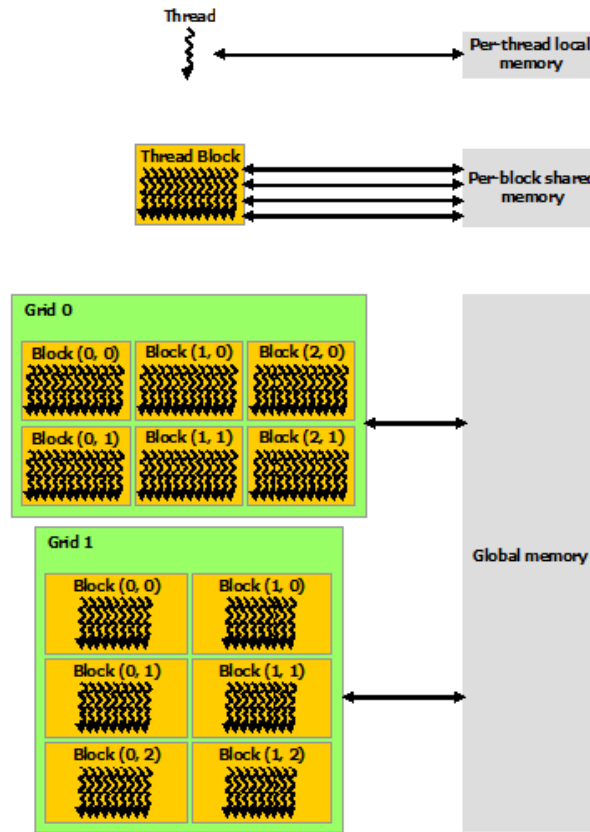 Thread
Per-thread local
memory
Thread Block
Per-block shared
memory
Grid 0
Block (0, 0)
Block (1, 0)
Block (2, 0)
Block (0, 1)
Block (1, 1)
Block (2, 1)
Global memory
Grid 1
Block (0, 0)
Block (1, 0)
Block (0, 1)
Block (1, 1)
Block (0, 2)
Block (1, 2)